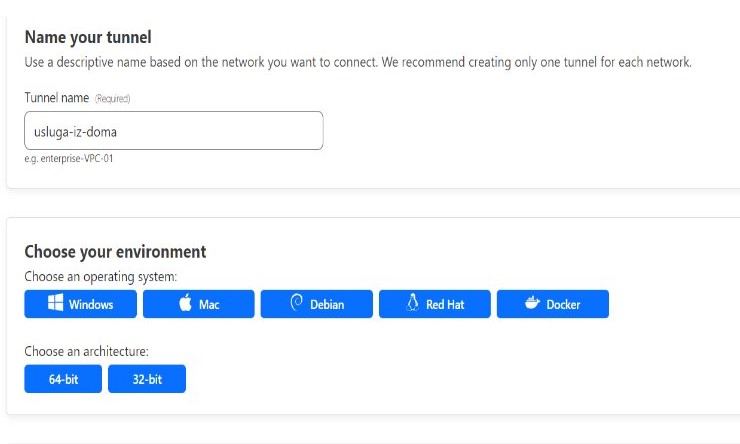 Name your tunnel
Use a descriptive name based on the network you want to connect. We recommend creating only one tunnel for each network.
Tunnel name (Required)
usluga-iz-doma
e.g. enterprise-VPC-01
Choose your environment
Choose an operating system:
Windows Mac Debian Red Hat Docker
Choose an architecture:
64-bit 32-bit